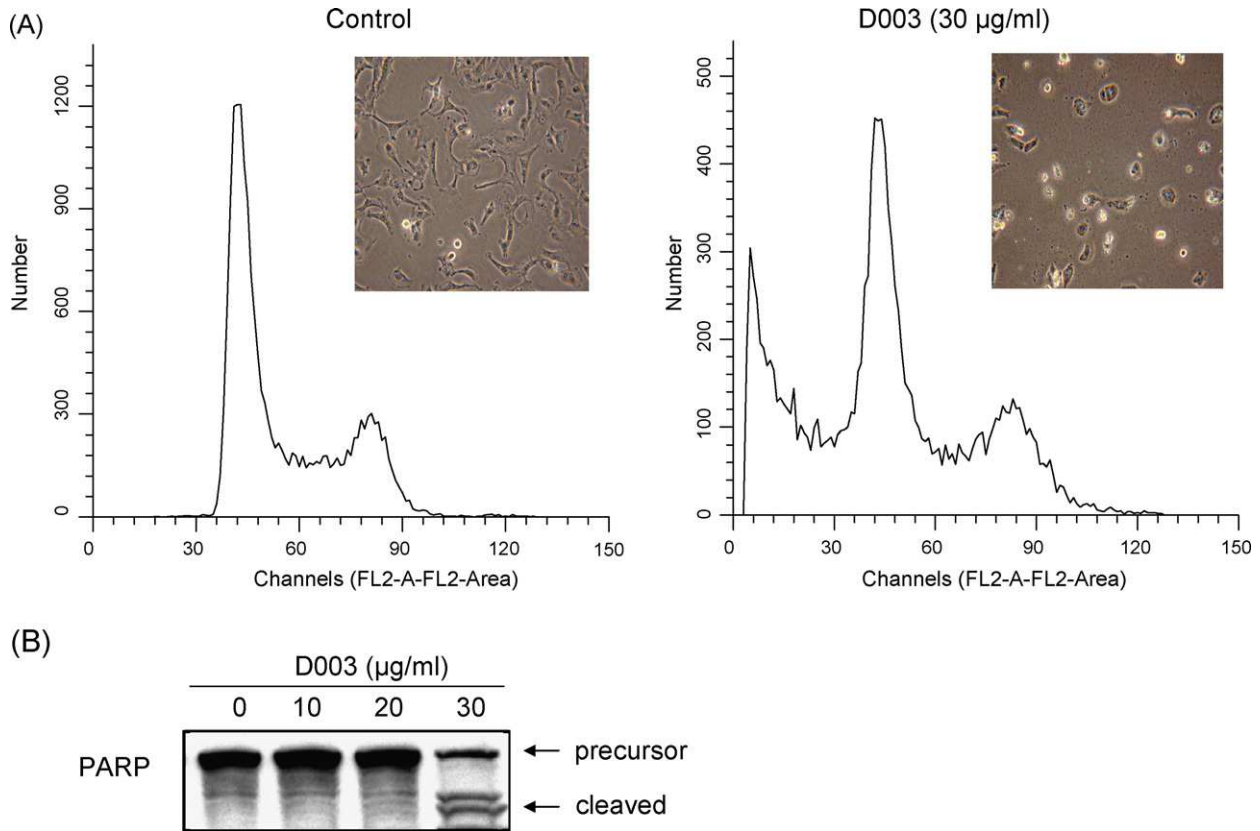 (A)
Control
D003 (30 µg/ml)
Number
1200
900
600
300
0
0 30 60 90 120 150
Channels (FL2-A-FL2-Area)
Number
500
400
300
200
100
0
0 30 60 90 120 150
Channels (FL2-A-FL2-Area)
(B)
D003 (µg/ml)
0 10 20 30
PARP
precursor
cleaved